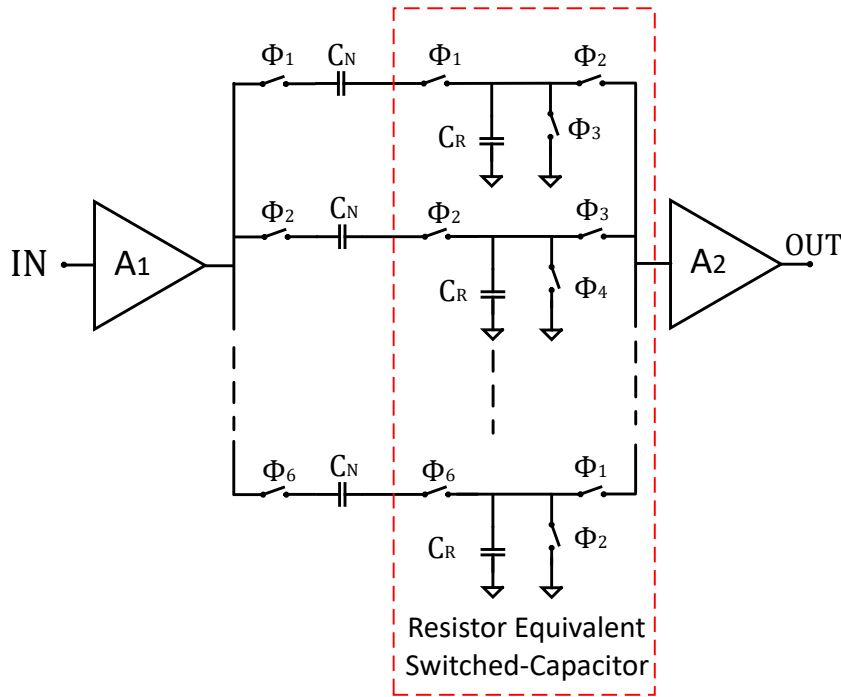 Φ1 CN Φ1 Φ2
CR Φ3
Φ2 CN Φ2 Φ3
IN A1 A2 OUT
CR Φ4
Φ6 CN Φ6 Φ1
CR Φ2
Resistor Equivalent
Switched-Capacitor